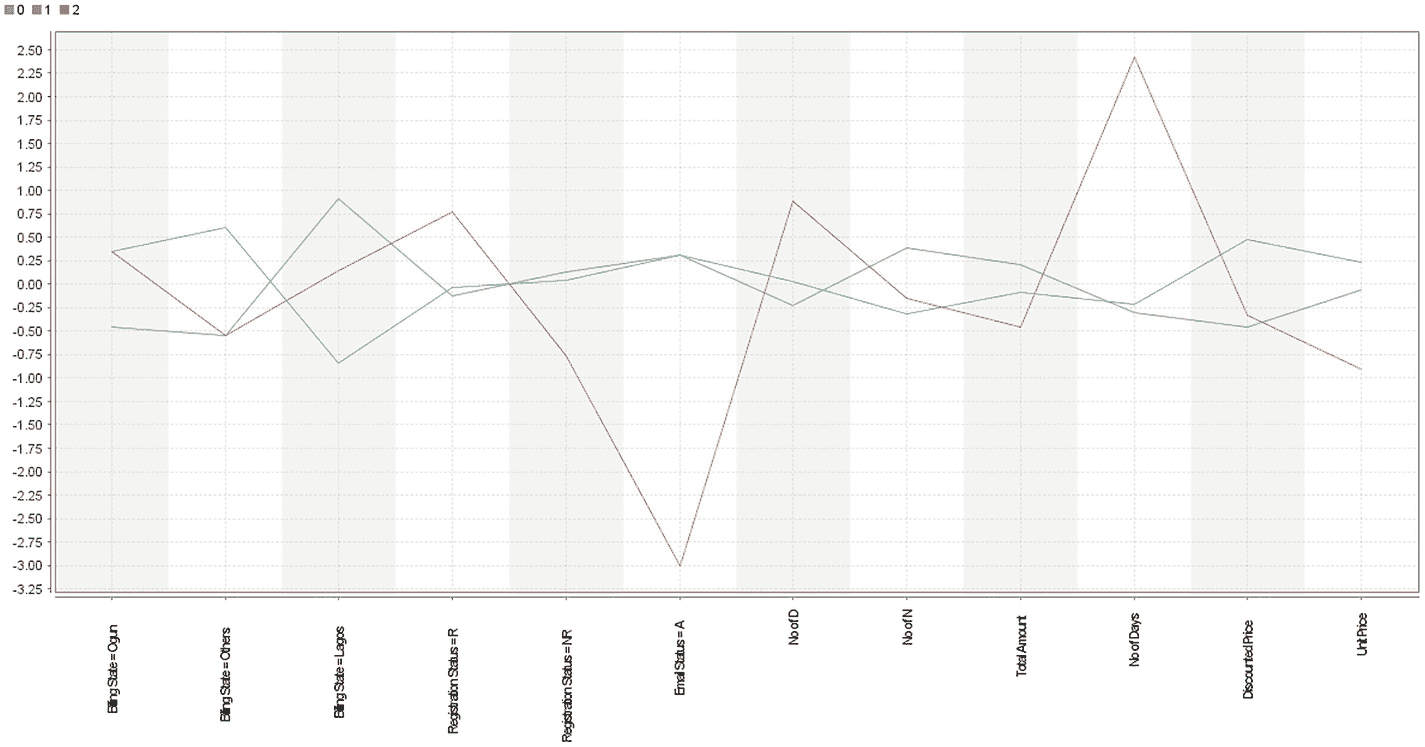 0 1 2
2.50
2.25
2.00
1.75
1.50
1.25
1.00
0.75
0.50
0.25
0.00
-0.25
-0.50
-0.75
-1.00
-1.25
-1.50
-1.75
-2.00
-2.25
-2.50
-2.75
-3.00
-3.25
Billing State = Ogun
Billing State = Others
Billing State = Lagos
Registration Status = R
Registration Status = NR
Email Status = A
No of D
No of N
Total Amount
No of Days
Discounted Price
Unit Price